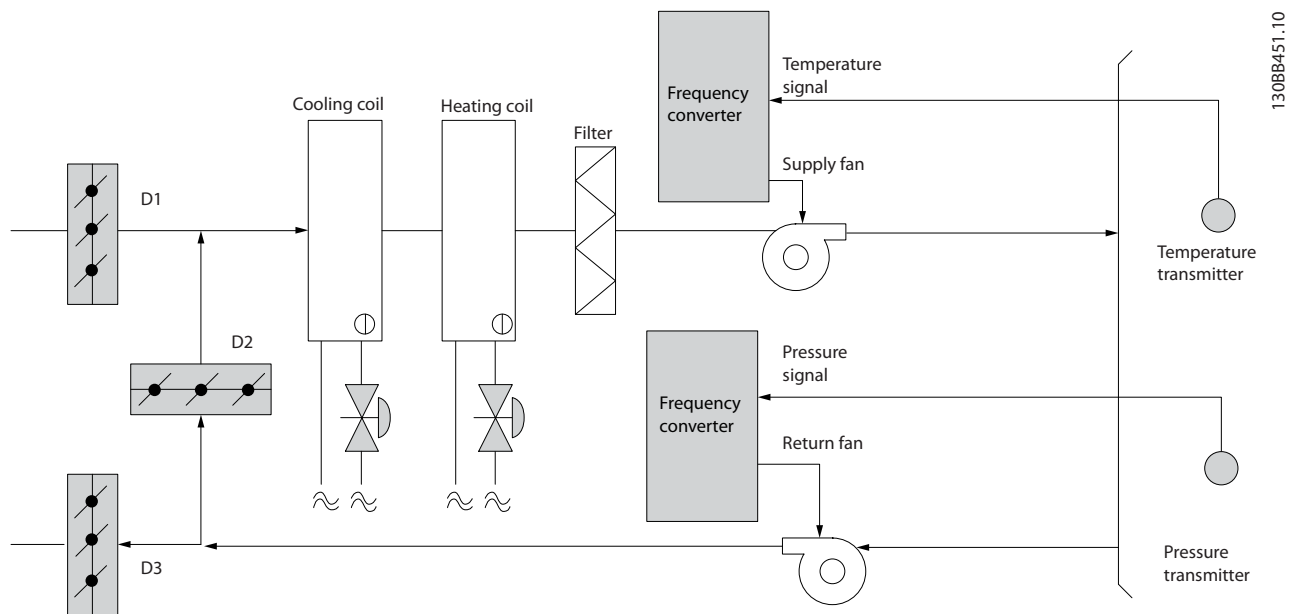 130BB451.10
Temperature
signal
Frequency
converter
Cooling coil
Heating coil
Filter
Supply fan
D1
Temperature
transmitter
D2
Pressure
signal
Frequency
converter
Return fan
D3
Pressure
transmitter